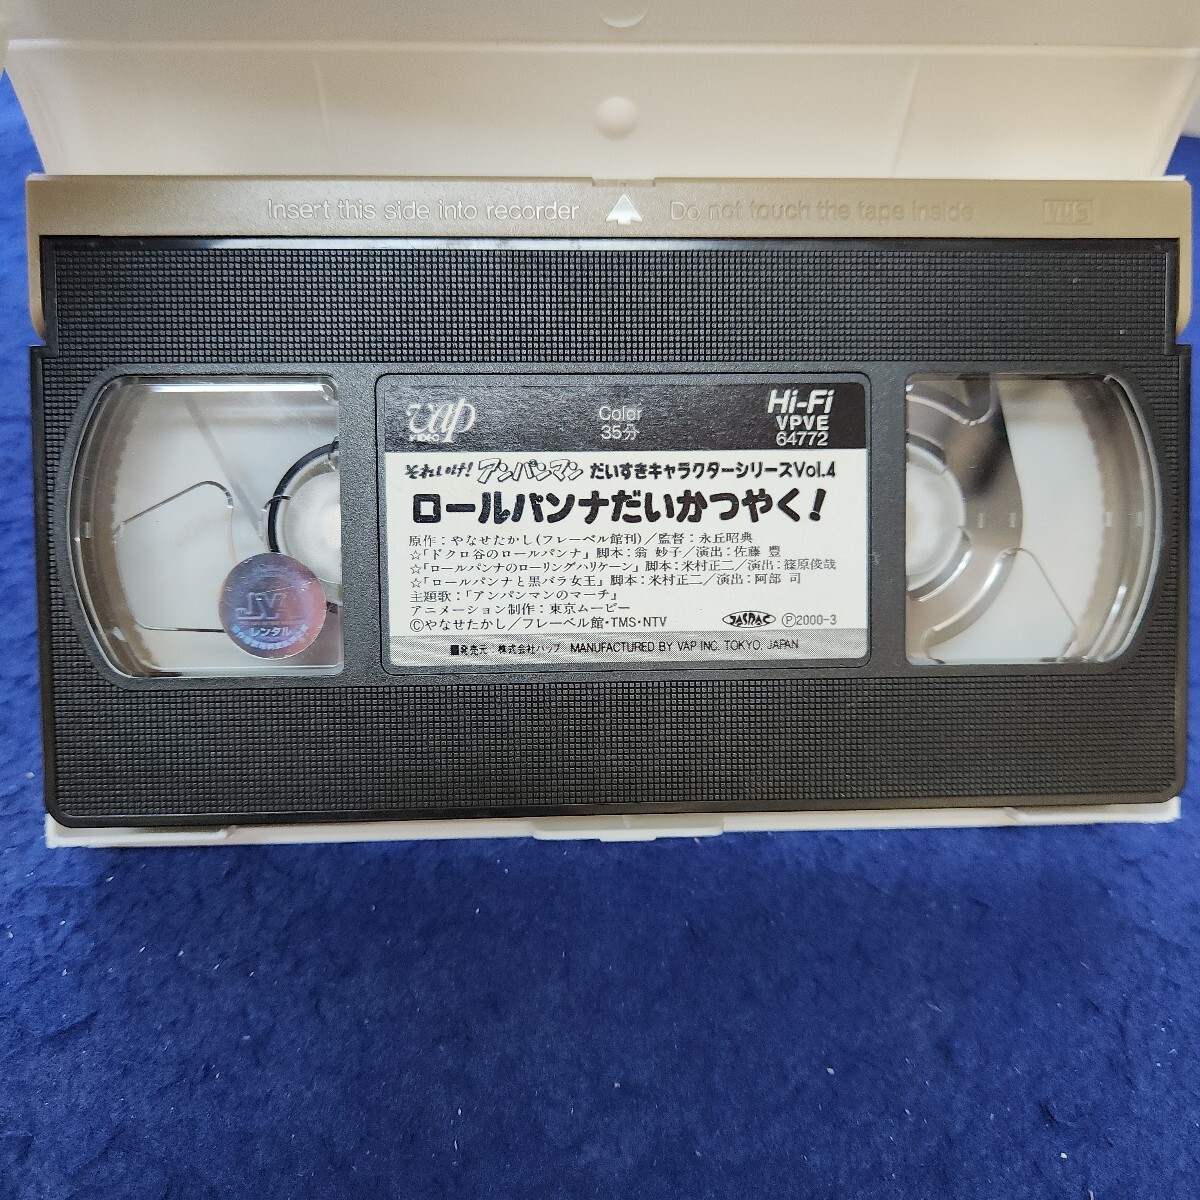 Insert this side into recorder
Do not touch the tape inside
VHS
vap
VIDEO
Color
35分
Hi-Fi
VPVE
64772
それいけ!アンパンマン だいすきキャラクターシリーズVol.4
ロールパンナだいかつやく!
原作:やなせたかし(フレーベル館刊)/監督:永丘昭典
☆「ドクロ谷のロールパンナ」脚本:翁 妙子/演出:佐藤 豊
☆「ロールパンナのローリングハリケーン」脚本:米村正二/演出:篠原俊哉
☆「ロールパンナと黒バラ女王」脚本:米村正二/演出:阿部 司
主題歌:「アンパンマンのマーチ」
アニメーション制作:東京ムービー
©やなせたかし/フレーベル館・TMS・NTV
JASRAC
Ⓟ2000-3
■発売元:株式会社バップ MANUFACTURED BY VAP INC. TOKYO, JAPAN
レンタル